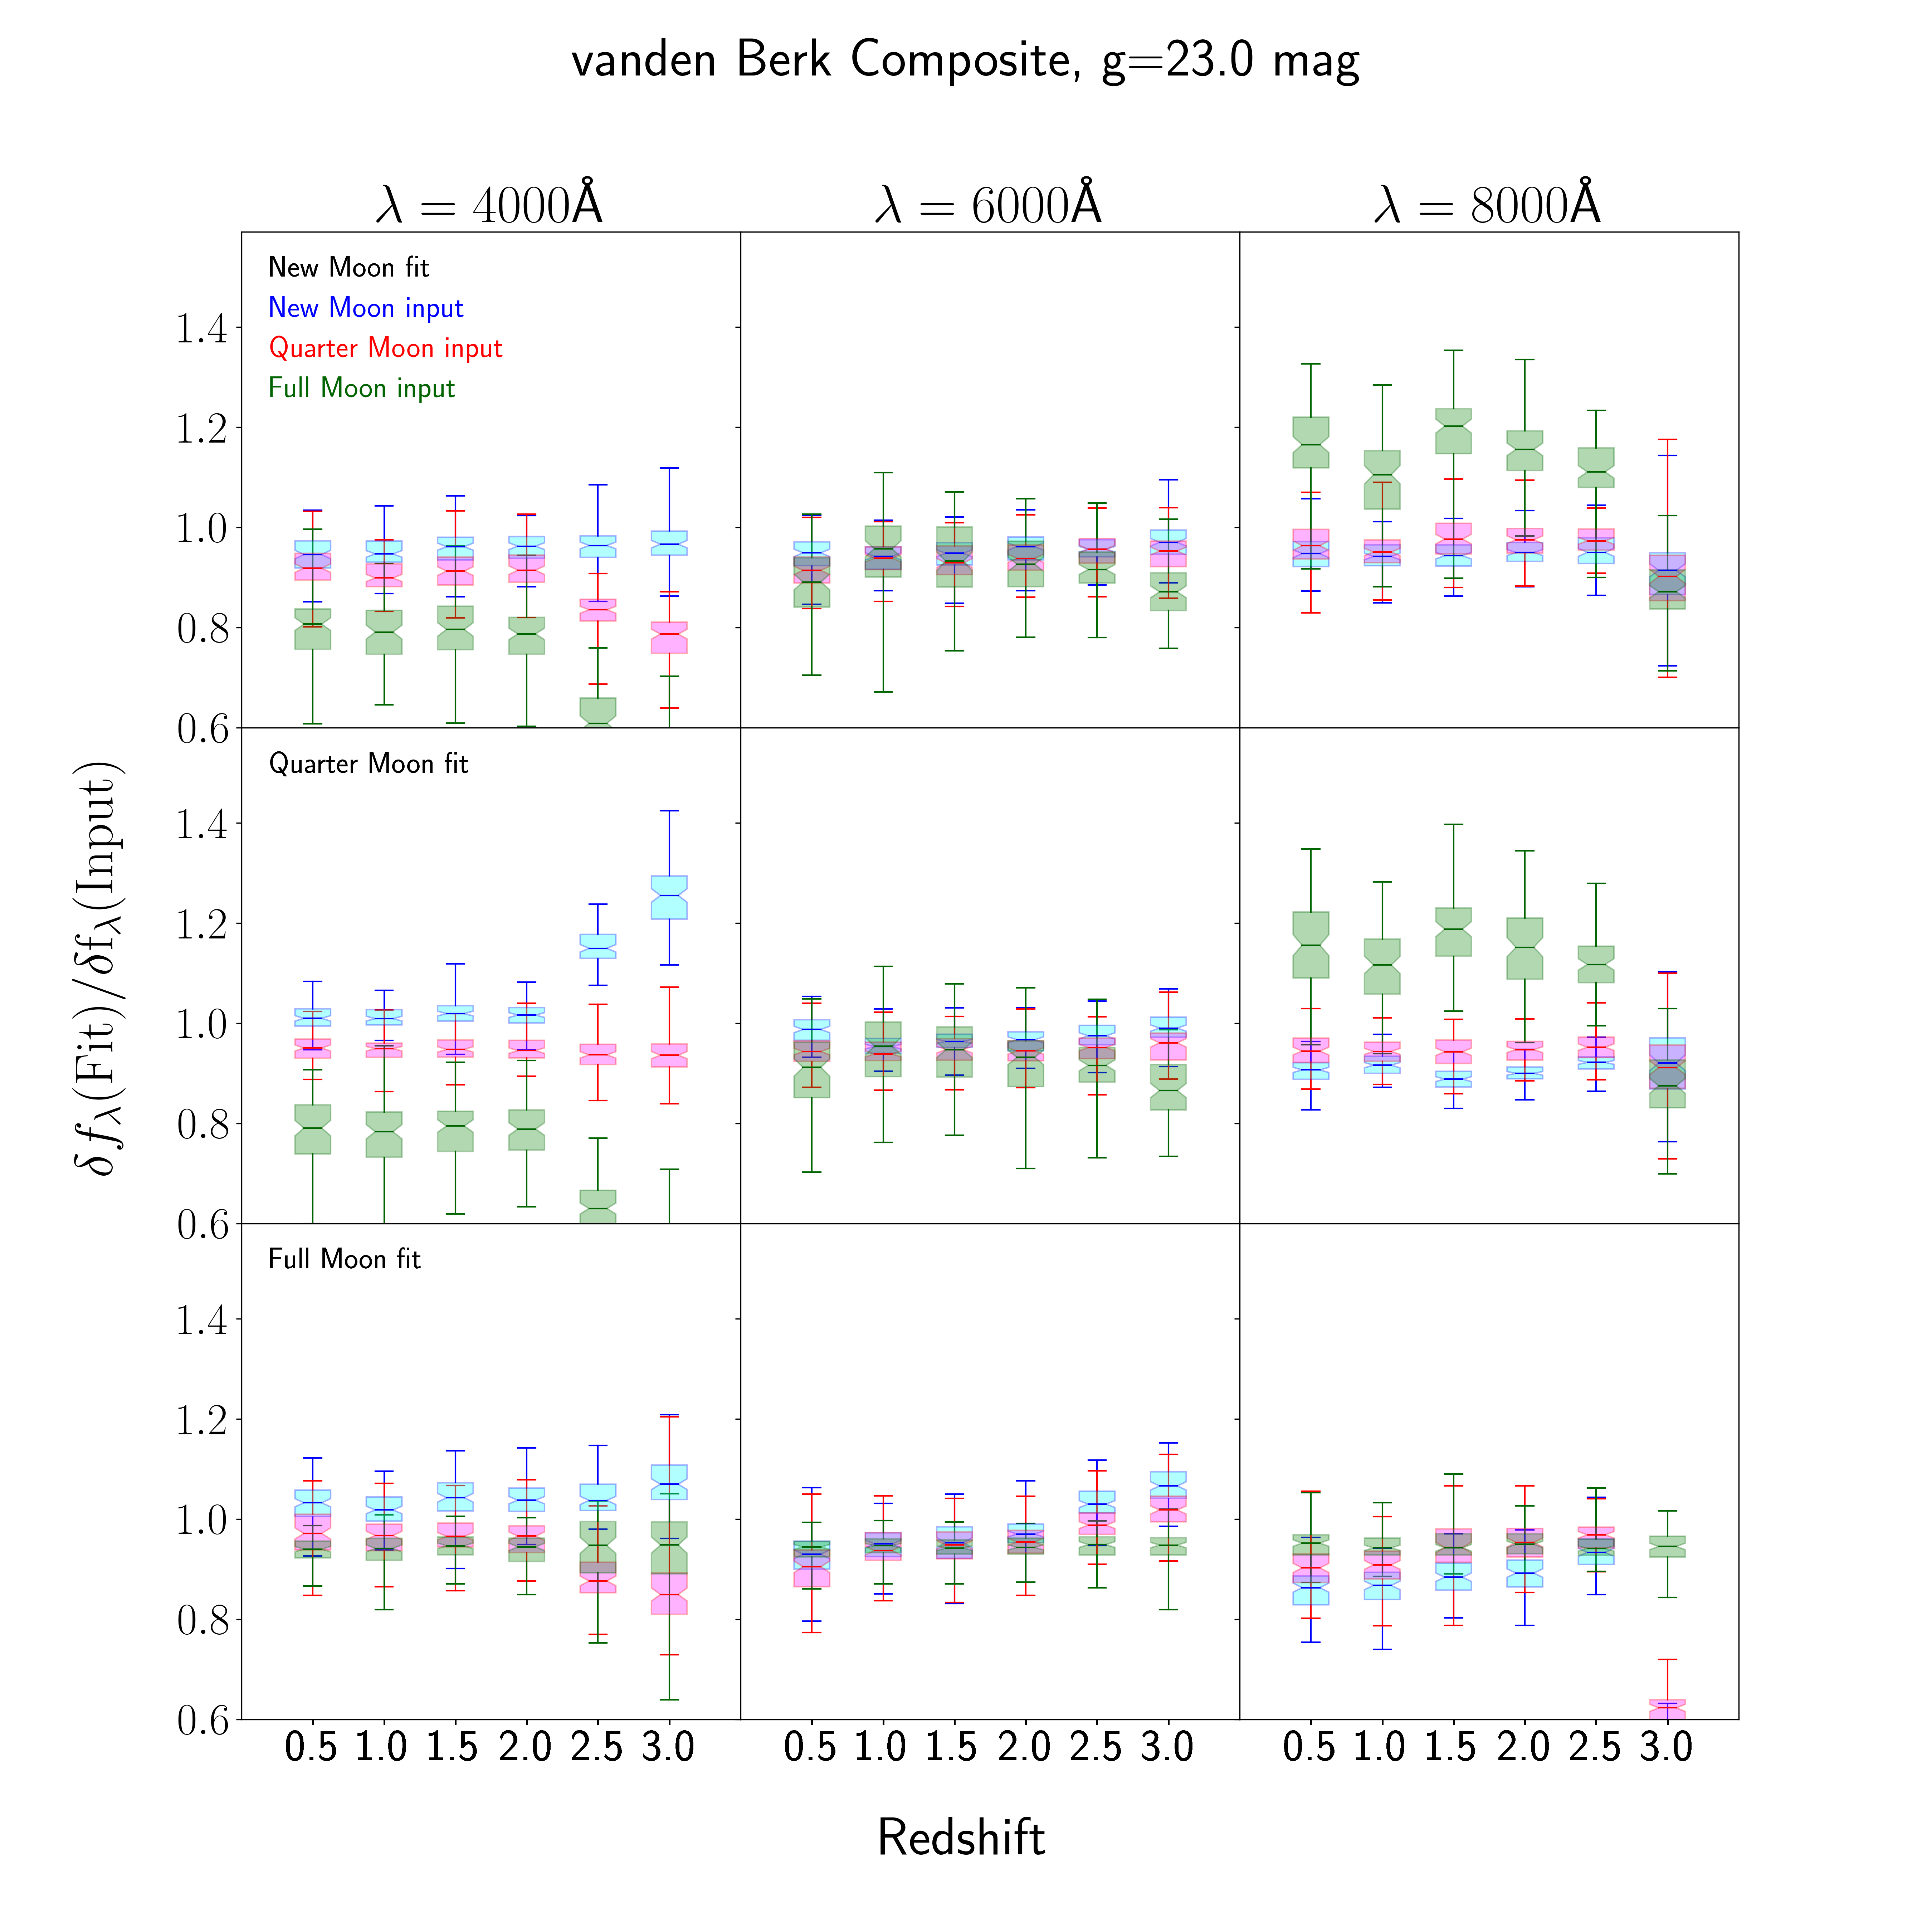 vanden Berk Composite, g=23.0 mag
λ = 4000Å
λ = 6000Å
λ = 8000Å
New Moon fit
New Moon input
Quarter Moon input
Full Moon input
1.4
1.2
1.0
0.8
0.6
Quarter Moon fit
1.4
1.2
1.0
0.8
0.6
Full Moon fit
1.4
1.2
1.0
0.8
0.6
δfλ(Fit)/δfλ(Input)
0.5 1.0 1.5 2.0 2.5 3.0
0.5 1.0 1.5 2.0 2.5 3.0
0.5 1.0 1.5 2.0 2.5 3.0
Redshift